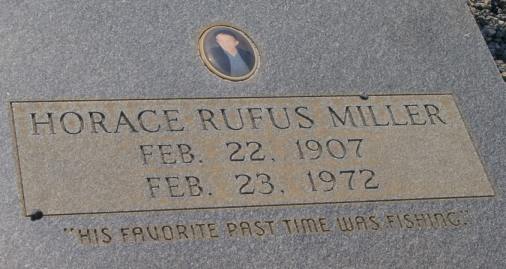 HORACE RUFUS MILLER
FEB. 22, 1907
FEB. 23, 1972
"HIS FAVORITE PAST TIME WAS FISHING."